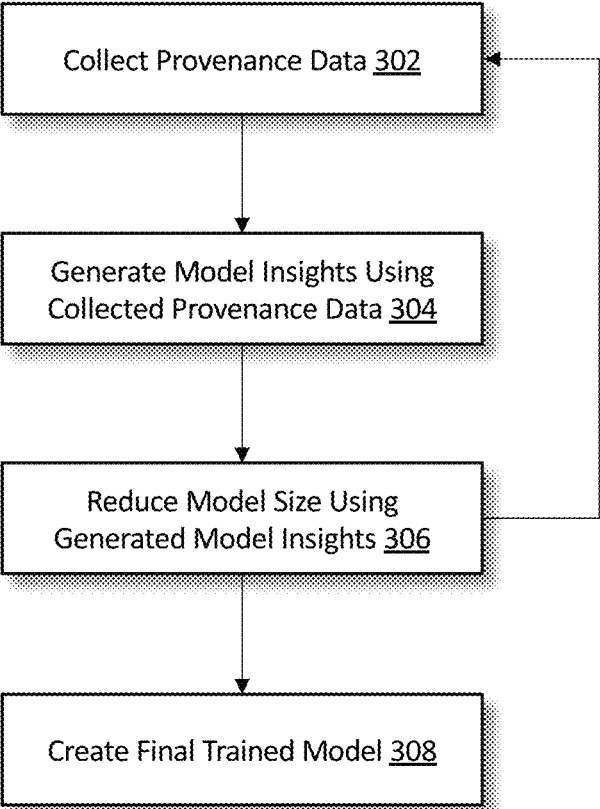 Collect Provenance Data 302
Generate Model Insights Using
Collected Provenance Data 304
Reduce Model Size Using
Generated Model Insights 306
Create Final Trained Model 308